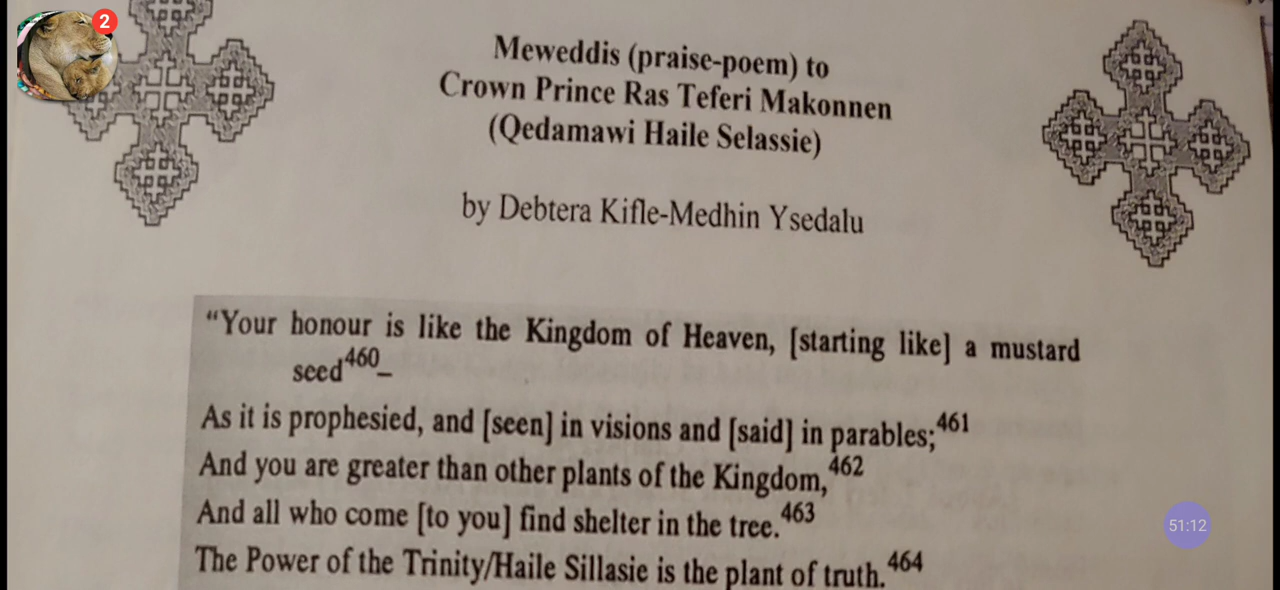 2
Meweddis (praise-poem) to
Crown Prince Ras Teferi Makonnen
(Qedamawi Haile Selassie)
by Debtera Kifle-Medhin Ysedalu
“Your honour is like the Kingdom of Heaven, [starting like] a mustard
seed460_
As it is prophesied, and [seen] in visions and [said] in parables;461
And you are greater than other plants of the Kingdom,462
And all who come [to you] find shelter in the tree.463
51:12
The Power of the Trinity/Haile Sillasie is the plant of truth.464